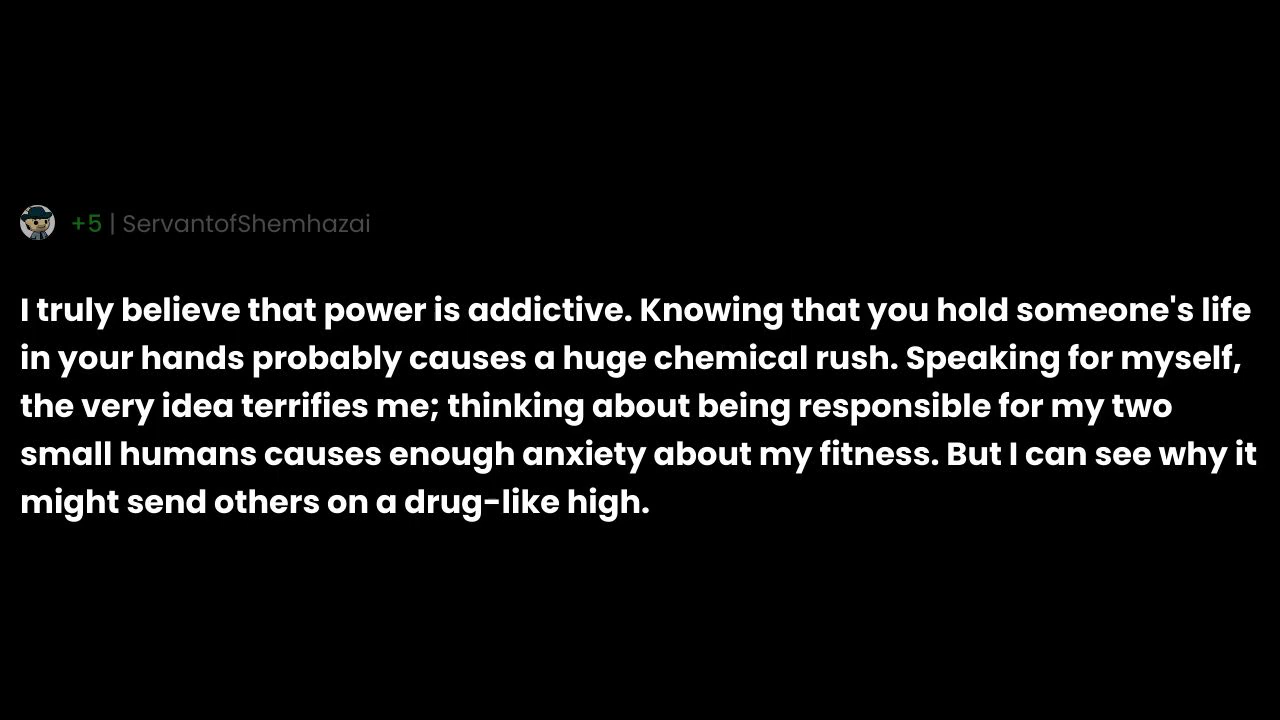 +5 | ServantofShemhazai
I truly believe that power is addictive. Knowing that you hold someone's life
in your hands probably causes a huge chemical rush. Speaking for myself,
the very idea terrifies me; thinking about being responsible for my two
small humans causes enough anxiety about my fitness. But I can see why it
might send others on a drug-like high.